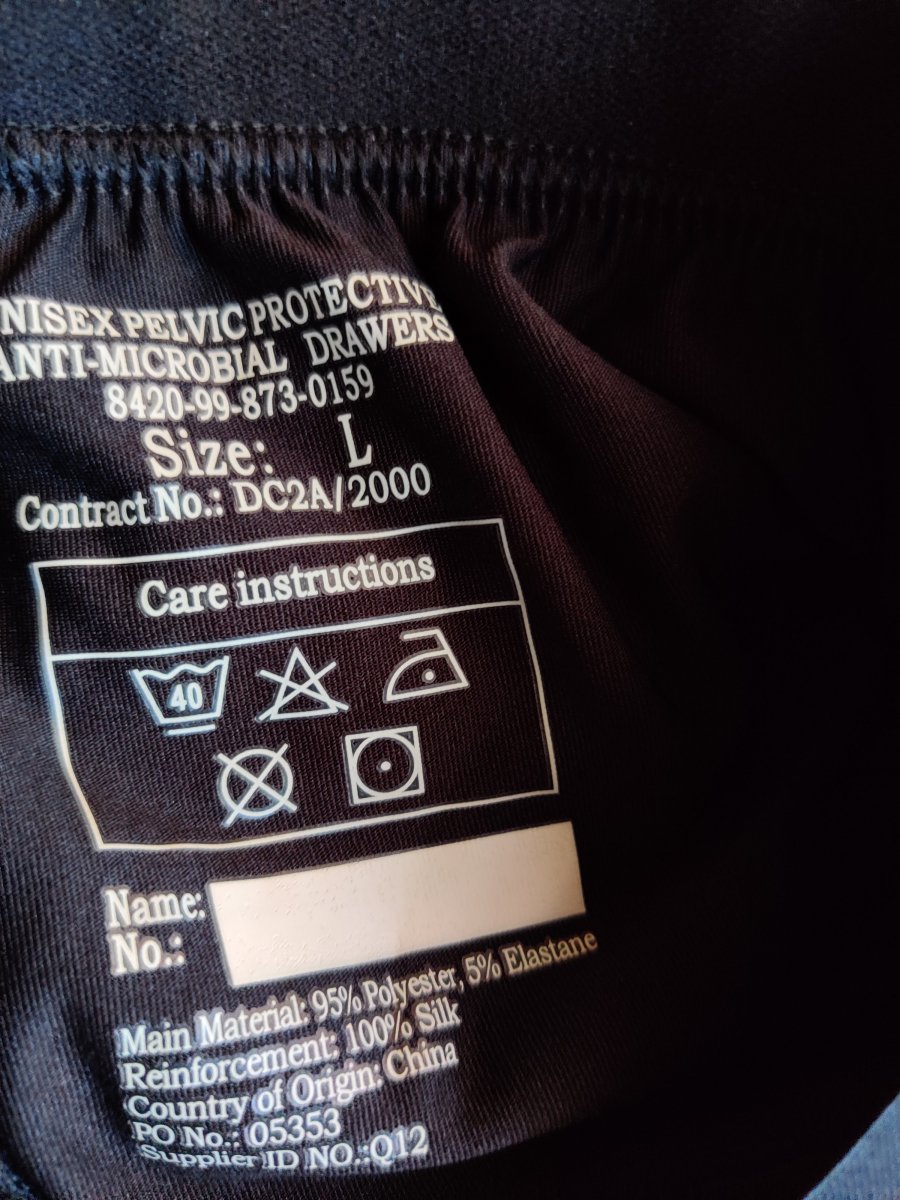 NISEX PELVIC PROTECTIVE
ANTI-MICROBIAL DRAWERS
8420-99-873-0159
Size: L
Contract No.: DC2A/2000
Care instructions
40
Name:
No.:
Main Material: 95% Polyester, 5% Elastane
Reinforcement: 100% Silk
Country of Origin: China
PO No.: 05353
Supplier ID NO.:Q12